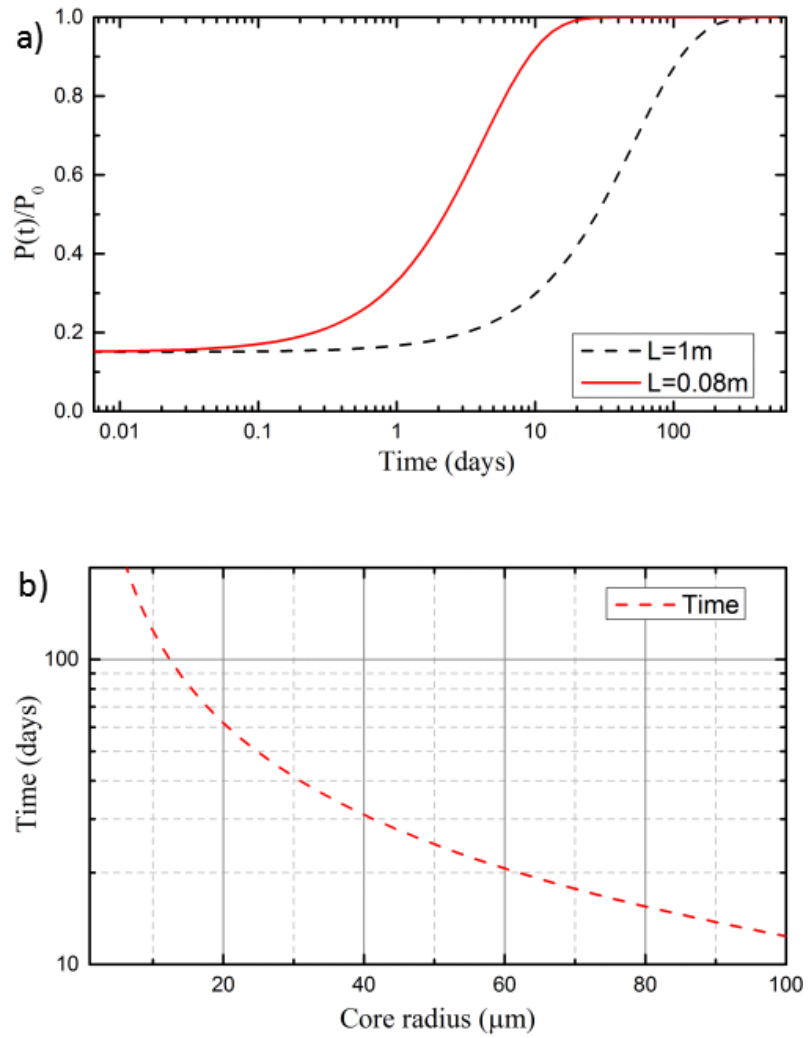 a)
1.0
0.8
0.6
0.4
0.2
0.0
P(t)/P0
L=1m
L=0.08m
0.01 0.1 1 10 100
Time (days)
b)
Time
100
10
Time (days)
20 40 60 80 100
Core radius (μm)